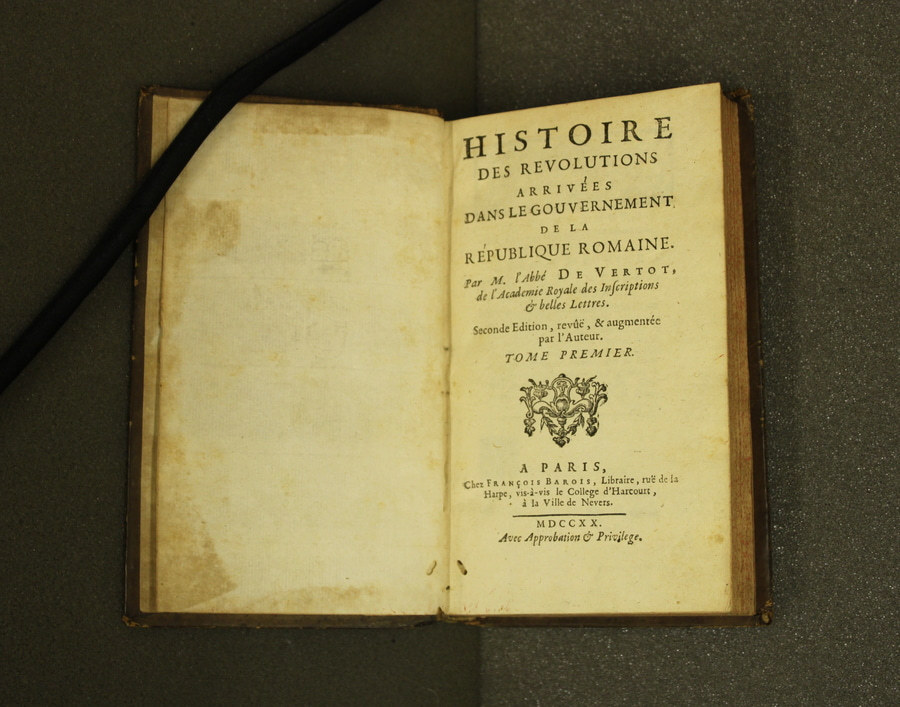 HISTOIRE
DES REVOLUTIONS
ARRIVÉES
DANS LE GOUVERNEMENT
DE LA
RÉPUBLIQUE ROMAINE.
Par M. l'Abbé DE VERTOT,
de l'Academie Royale des Inſcriptions
& belles Lettres.
Seconde Edition, revûë, & augmentée
par l'Auteur.
TOME PREMIER.
A PARIS,
Chez FRANÇOIS BAROIS, Libraire, ruë de la
Harpe, vis-à-vis le College d'Harcourt,
à la Ville de Nevers.
MDCCXX.
Avec Approbation & Privilege.